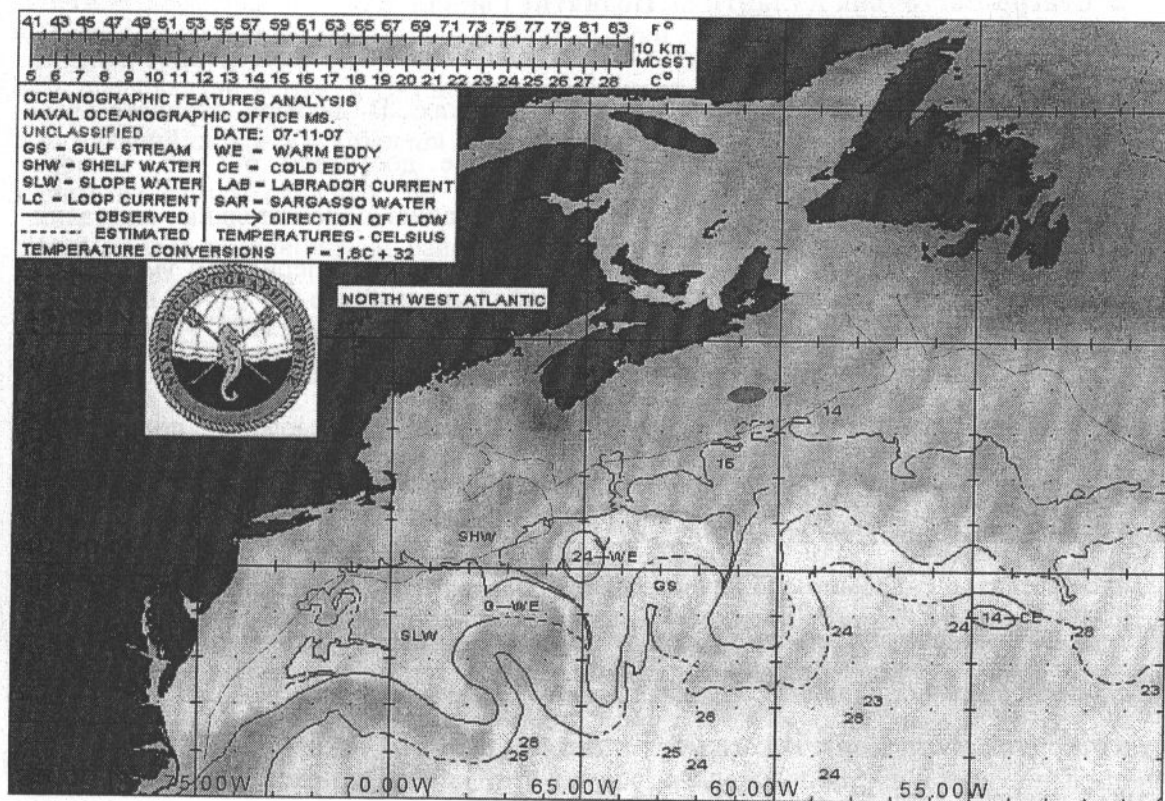 41 43 45 47 49 51 53 55 57 59 61 63 65 67 69 71 73 75 77 79 81 83 F°
10 Km
MCSST
5 6 7 8 9 10 11 12 13 14 15 16 17 18 19 20 21 22 23 24 25 26 27 28 C°
OCEANOGRAPHIC FEATURES ANALYSIS
NAVAL OCEANOGRAPHIC OFFICE MS.
UNCLASSIFIED DATE: 07-11-07
GS = GULF STREAM WE = WARM EDDY
SHW = SHELF WATER CE = COLD EDDY
SLW = SLOPE WATER LAB = LABRADOR CURRENT
LC = LOOP CURRENT SAR = SARGASSO WATER
OBSERVED DIRECTION OF FLOW
ESTIMATED TEMPERATURES - CELSIUS
TEMPERATURE CONVERSIONS F = 1.8C + 32
NAVAL OCEANOGRAPHIC OFFICE
NORTH WEST ATLANTIC
14
16
SHW
24-WE
GS
G-WE
SLW
24
24
14-CE
28
23
23
26
28
28
25
25
24
24
75.00W 70.00W 65.00W 60.00W 55.00W